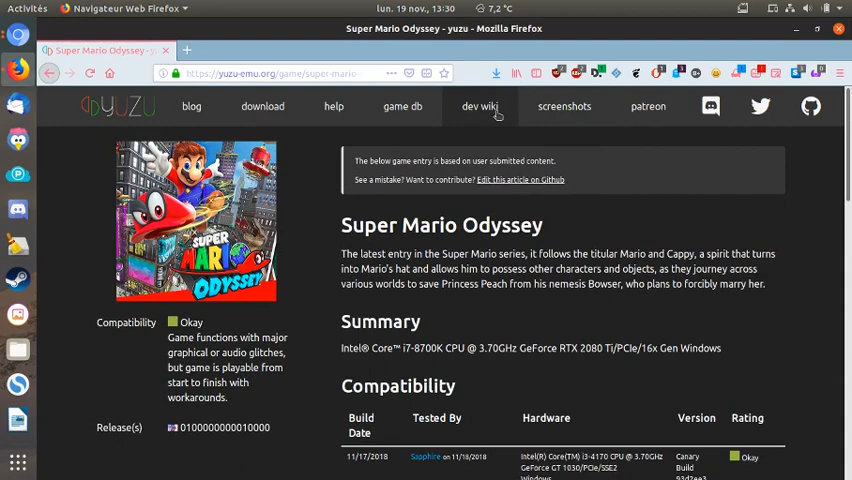 Activités
Navigateur Web Firefox
lun. 19 nov., 13:30
7,2 °C
Super Mario Odyssey - yuzu - Mozilla Firefox
Super Mario Odyssey - y
https://yuzu-emu.org/game/super-mario-
YUZU
blog
download
help
game db
dev wiki
screenshots
patreon
The below game entry is based on user submitted content.
See a mistake? Want to contribute? Edit this article on Github
SUPER
MARIO
ODYSSEY
Super Mario Odyssey
The latest entry in the Super Mario series, it follows the titular Mario and Cappy, a spirit that turns
into Mario's hat and allows him to possess other characters and objects, as they journey across
various worlds to save Princess Peach from his nemesis Bowser, who plans to forcibly marry her.
Compatibility
Okay
Game functions with major
graphical or audio glitches,
but game is playable from
start to finish with
workarounds.
Release(s)
0100000000010000
Summary
Intel® Core™ i7-8700K CPU @ 3.70GHz GeForce RTX 2080 Ti/PCIe/16x Gen Windows
Compatibility
Build Date
Tested By
Hardware
Version
Rating
11/17/2018
Sapphire on 11/18/2018
Intel(R) Core(TM) i3-4170 CPU @ 3.70GHz
GeForce GT 1030/PCIe/SSE2
Windows
Canary
Build
93d2ee3
Okay